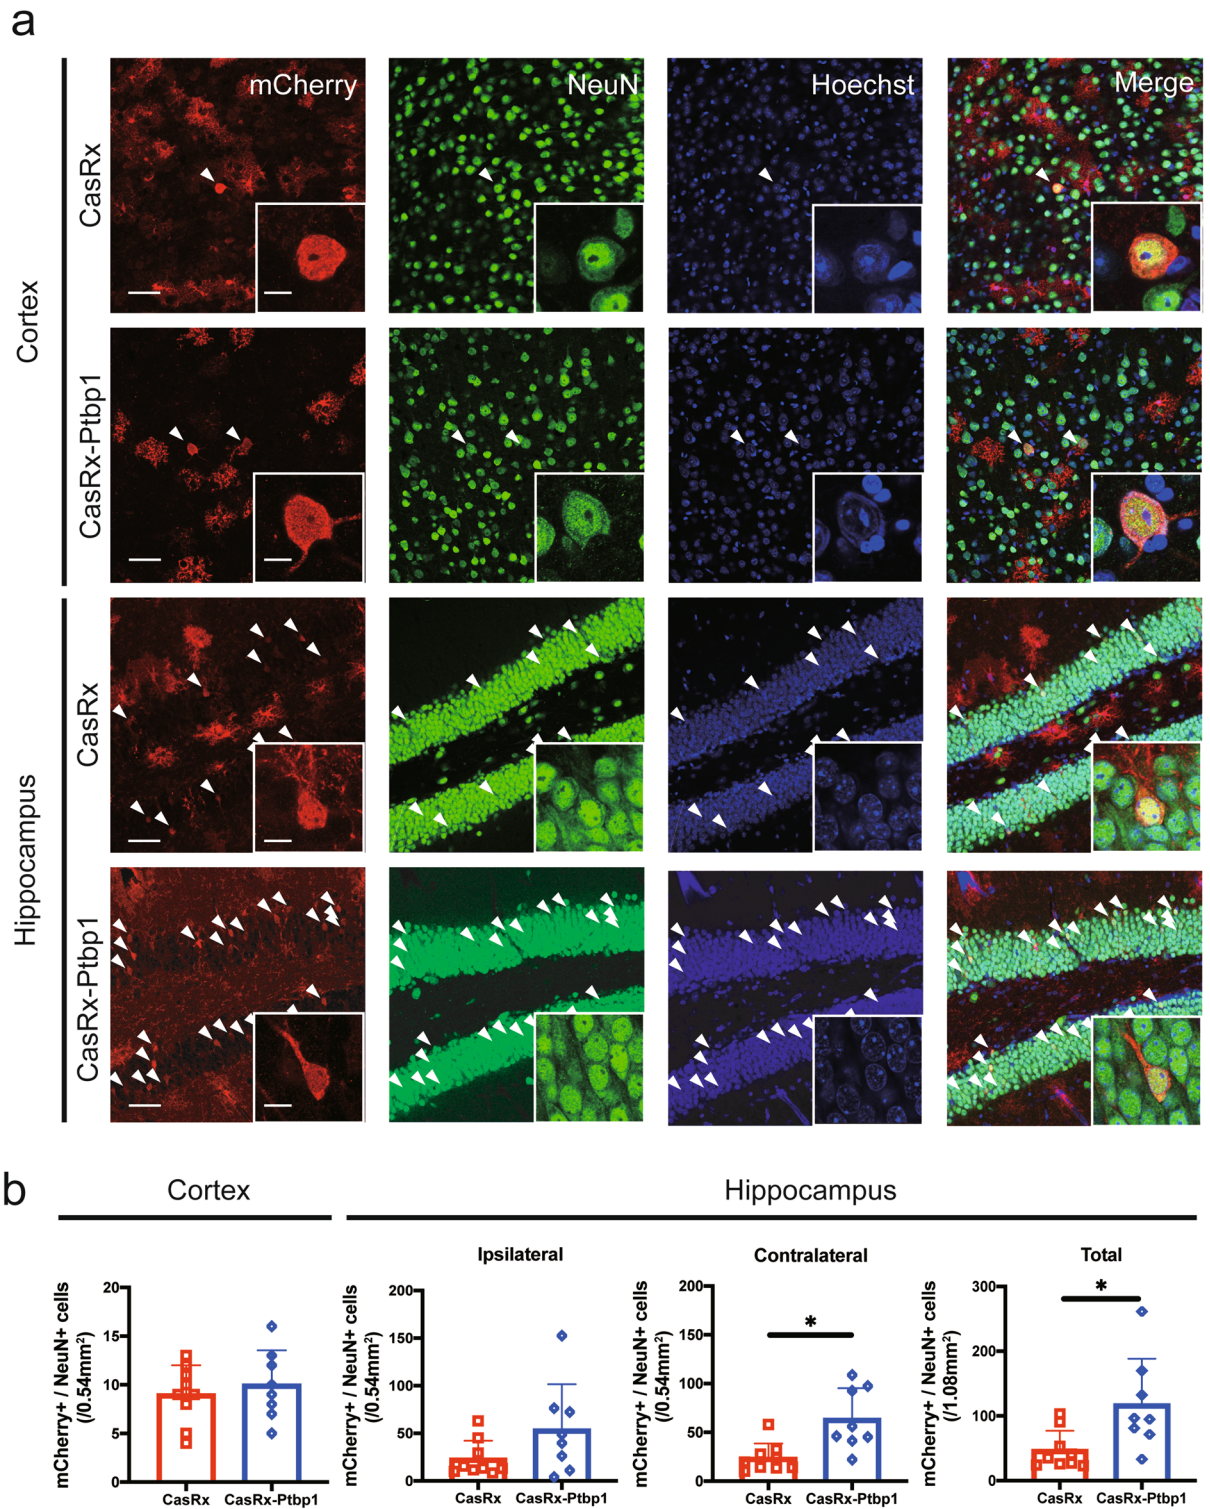 a
mCherry NeuN Hoechst Merge
Cortex
CasRx
CasRx-Ptbp1
Hippocampus
CasRx
CasRx-Ptbp1
b
Cortex Hippocampus
Ipsilateral Contralateral Total
mCherry+ / NeuN+ cells
(/0.54mm²)
20
15
10
5
0
CasRx CasRx-Ptbp1
mCherry+ / NeuN+ cells
(/0.54mm²)
200
150
100
50
0
CasRx CasRx-Ptbp1
mCherry+ / NeuN+ cells
(/0.54mm²)
200
150
100
50
0
*
CasRx CasRx-Ptbp1
mCherry+ / NeuN+ cells
(/1.08mm²)
300
200
100
0
*
CasRx CasRx-Ptbp1